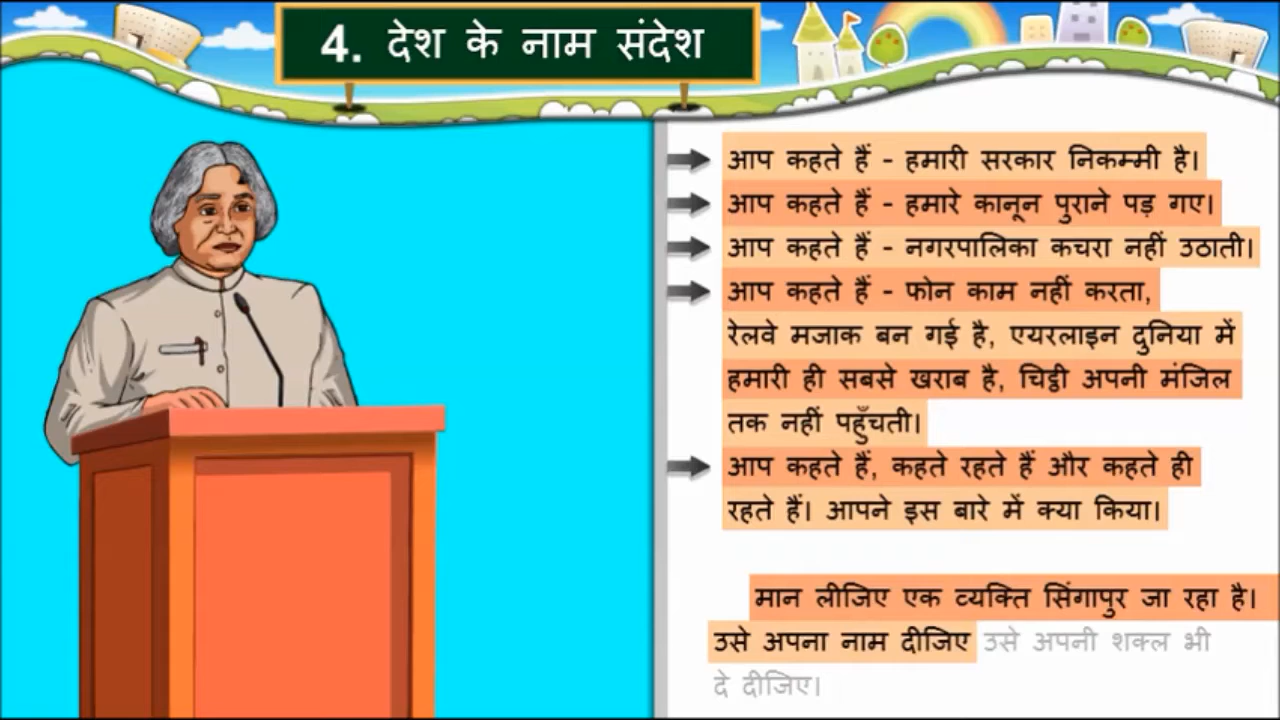 4. देश के नाम संदेश
आप कहते हैं - हमारी सरकार निकम्मी है।
आप कहते हैं - हमारे कानून पुराने पड़ गए।
आप कहते हैं - नगरपालिका कचरा नहीं उठाती।
आप कहते हैं - फोन काम नहीं करता,
रेलवे मजाक बन गई है, एयरलाइन दुनिया में
हमारी ही सबसे खराब है, चिट्ठी अपनी मंजिल
तक नहीं पहुँचती।
आप कहते हैं, कहते रहते हैं और कहते ही
रहते हैं। आपने इस बारे में क्या किया।
मान लीजिए एक व्यक्ति सिंगापुर जा रहा है।
उसे अपना नाम दीजिए उसे अपनी शक्ल भी
दे दीजिए।